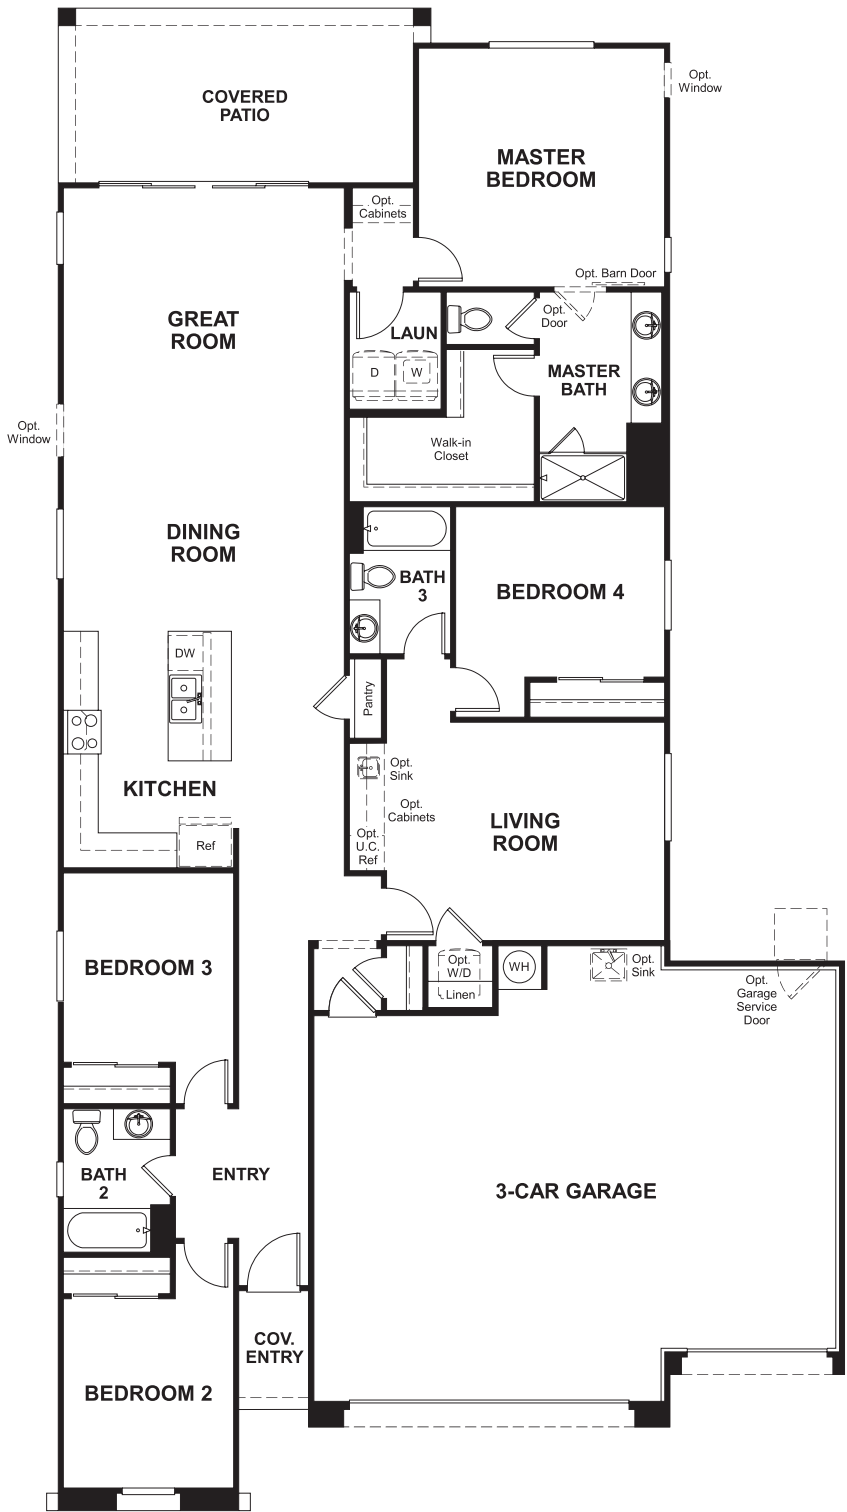 COVERED
PATIO
Opt.
Window
MASTER
BEDROOM
Opt.
Cabinets
Opt. Barn Door
GREAT
ROOM
LAUN
Opt.
Door
D
W
MASTER
BATH
Opt.
Window
Walk-in
Closet
DINING
ROOM
BATH
3
BEDROOM 4
DW
Pantry
KITCHEN
Opt.
Sink
Opt.
Cabinets
Opt.
U.C.
Ref
LIVING
ROOM
Ref
BEDROOM 3
Opt.
W/D
Linen
WH
Opt.
Sink
Opt.
Garage
Service
Door
BATH
2
ENTRY
3-CAR GARAGE
COV.
ENTRY
BEDROOM 2